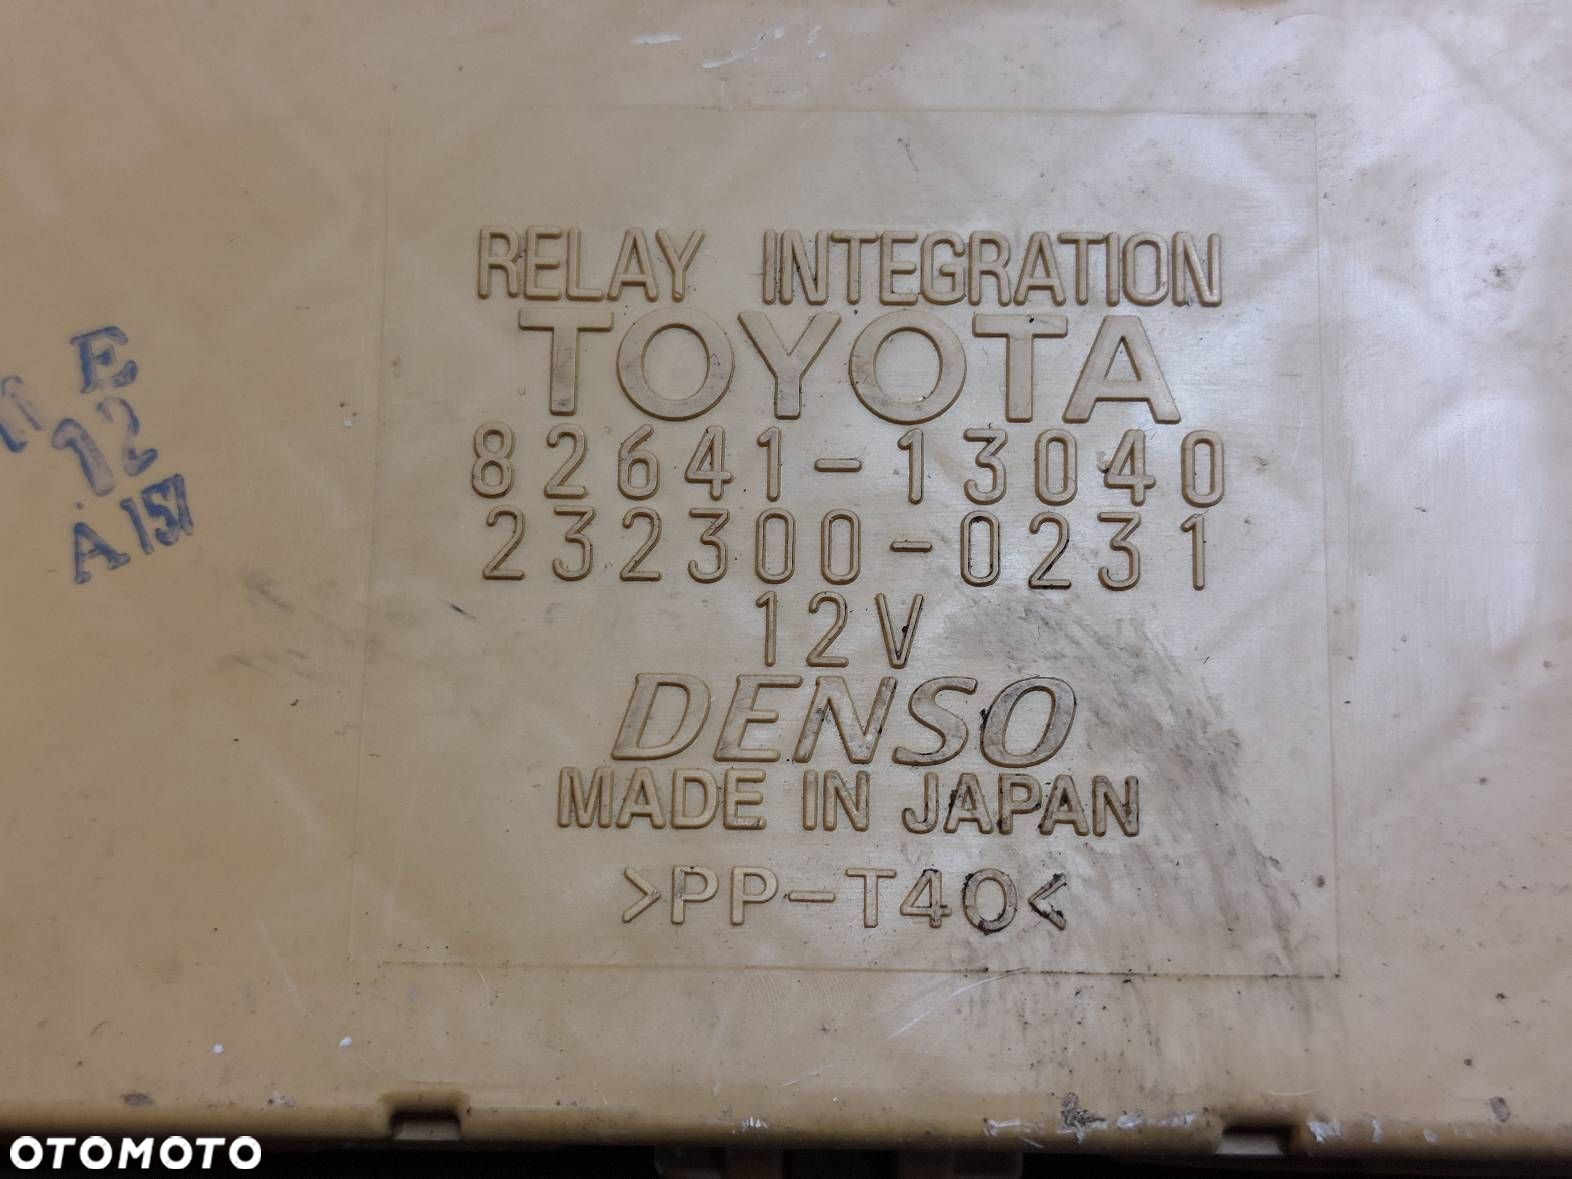 RELAY INTEGRATION
TOYOTA
82641-13040
232300-0231
12V
DENSO
MADE IN JAPAN
>PP-T40<
E
12
A157
OTOMOTO